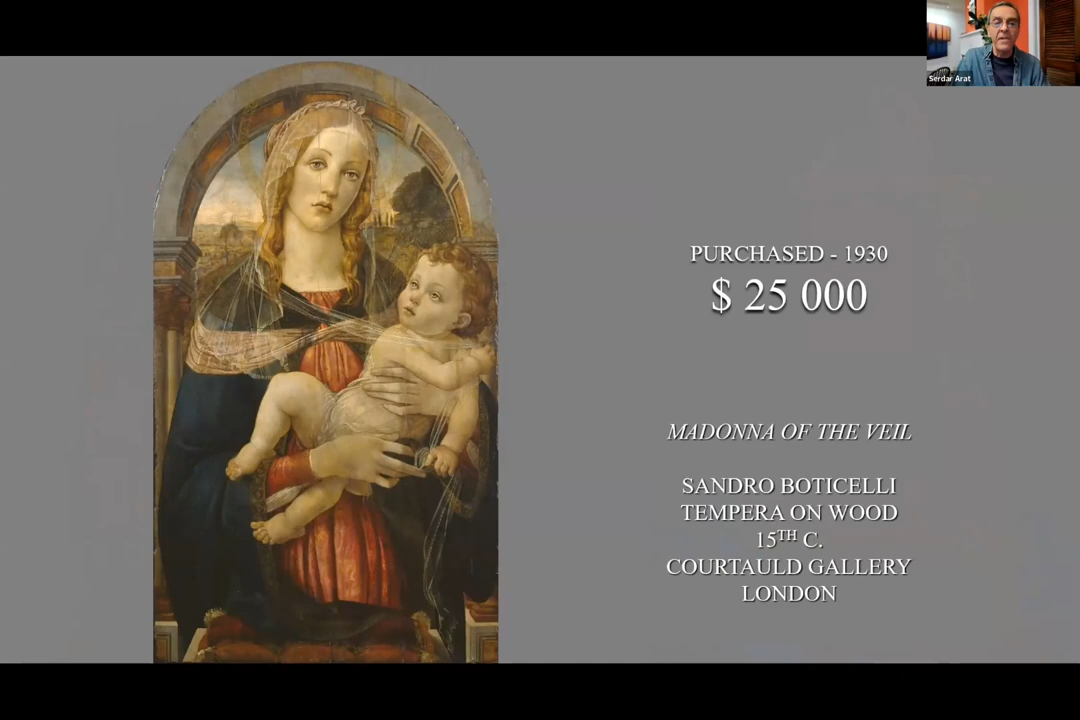 Serdar Arat
PURCHASED - 1930
$ 25 000
MADONNA OF THE VEIL
SANDRO BOTICELLI
TEMPERA ON WOOD
15TH C.
COURTAULD GALLERY
LONDON